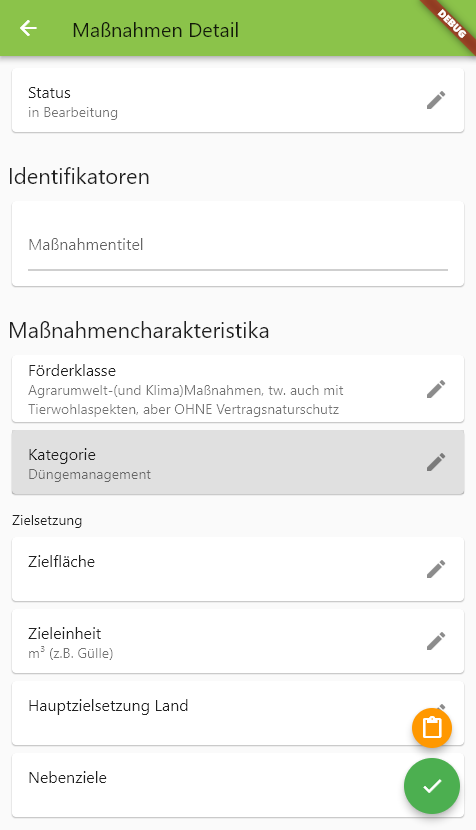 Maßnahmen Detail
DEBUG
Status
in Bearbeitung
Identifikatoren
Maßnahmentitel
Maßnahmencharakteristika
Förderklasse
Agrarumwelt-(und Klima)Maßnahmen, tw. auch mit
Tierwohlaspekten, aber OHNE Vertragsnaturschutz
Kategorie
Düngemanagement
Zielsetzung
Zielfläche
Zieleinheit
m³ (z.B. Gülle)
Hauptzielsetzung Land
Nebenziele